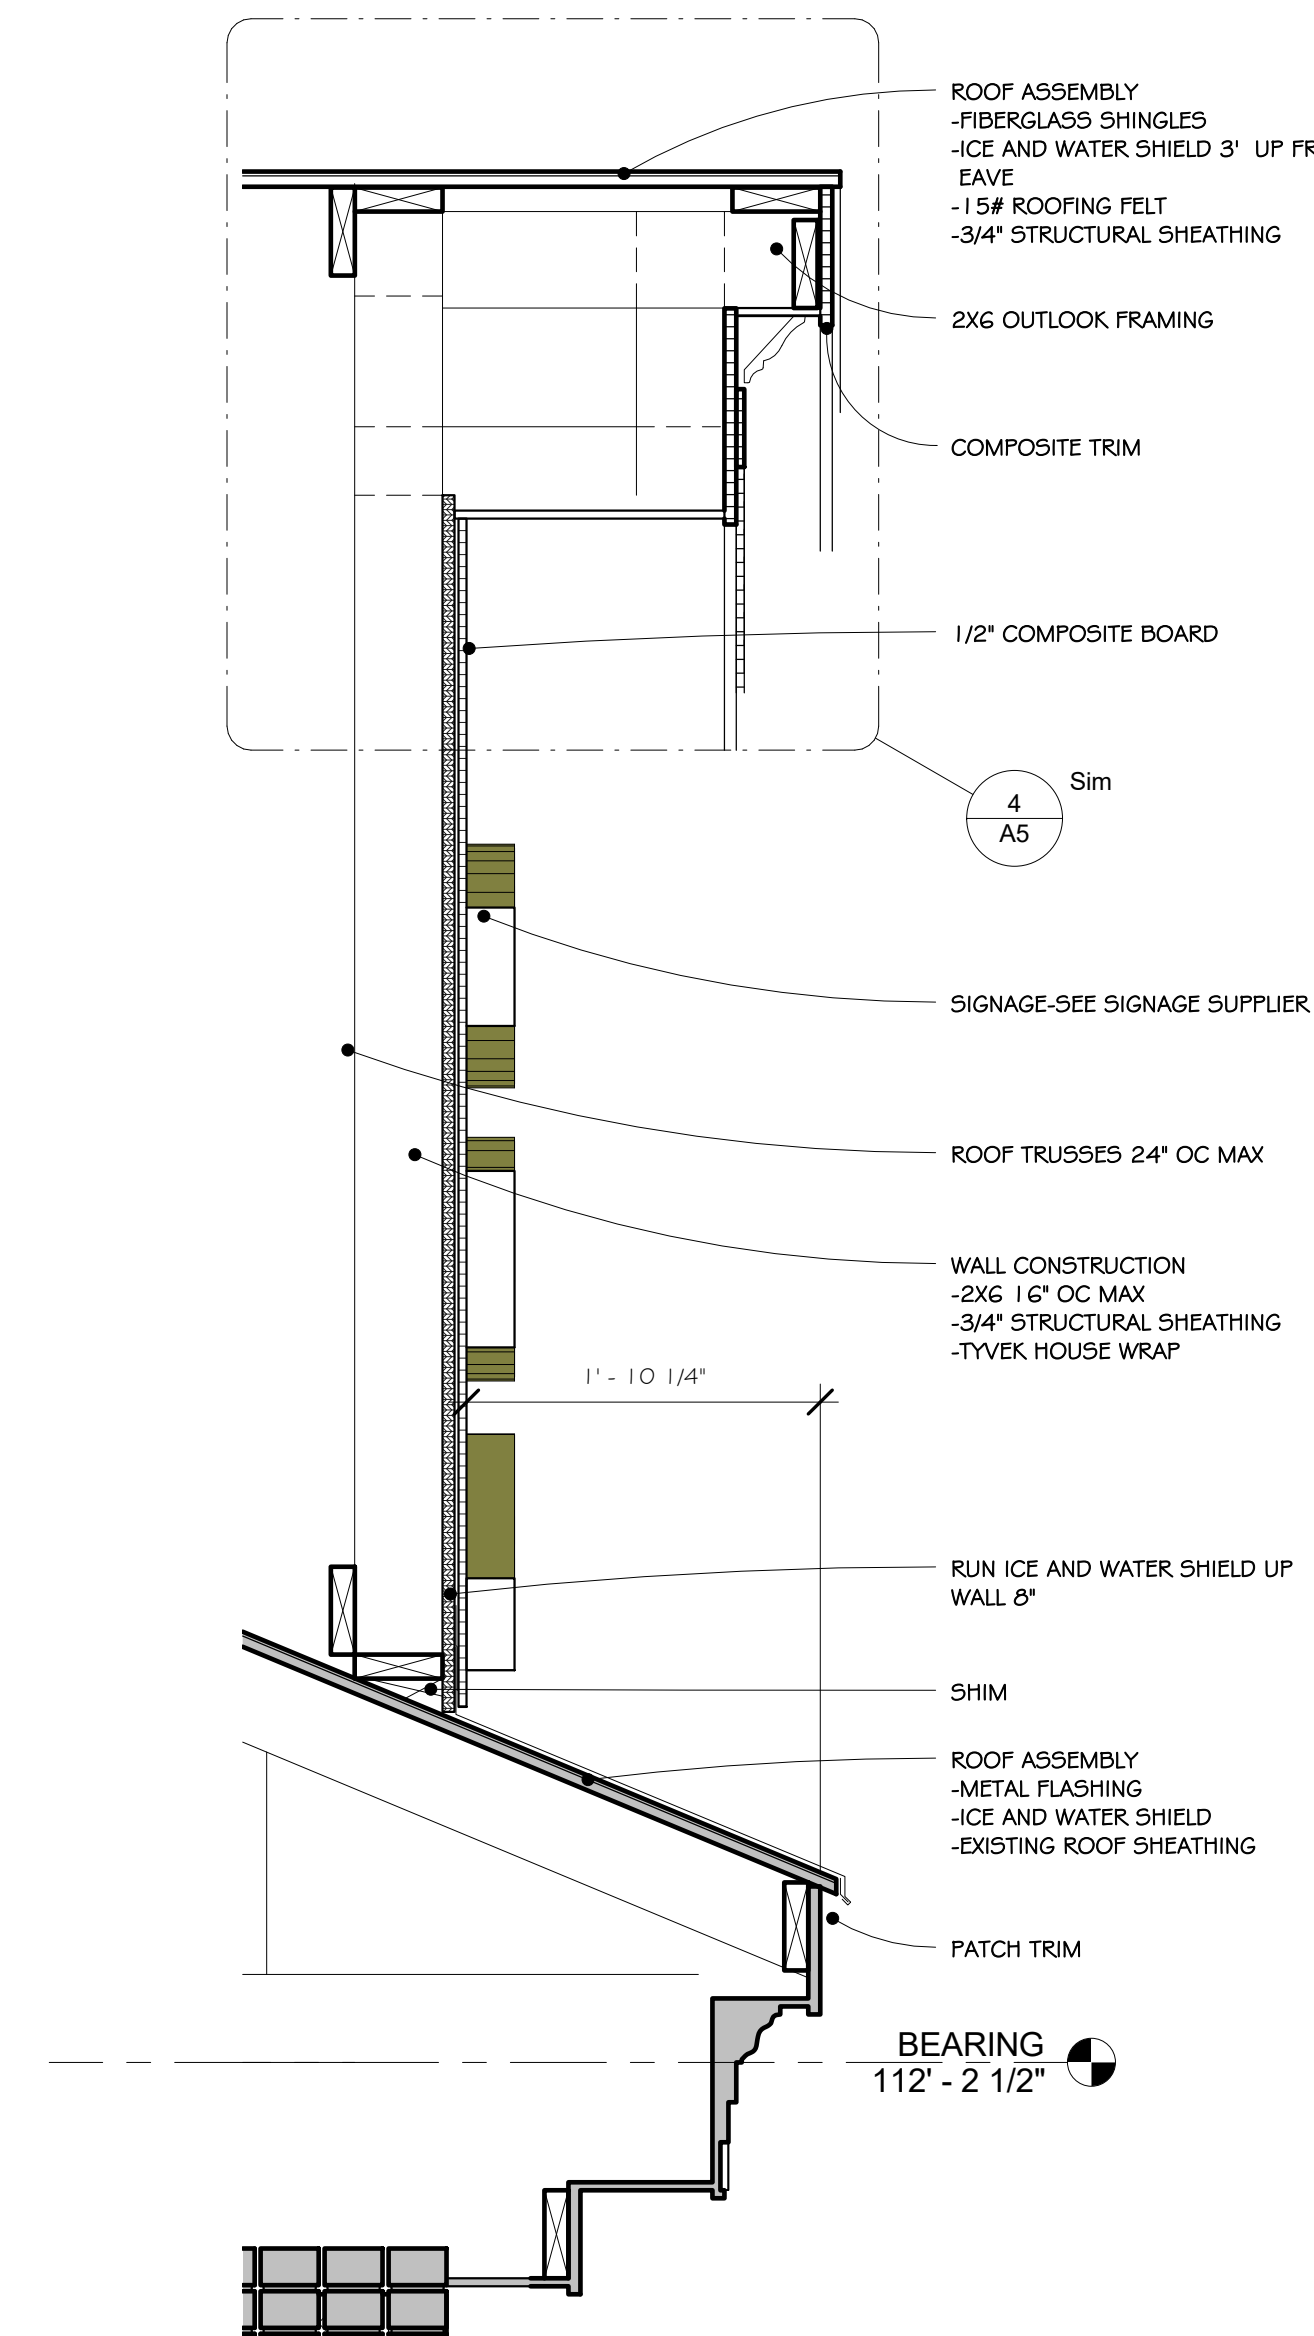 ROOF ASSEMBLY
-FIBERGLASS SHINGLES
-ICE AND WATER SHIELD 3' UP FR
EAVE
-15# ROOFING FELT
-3/4" STRUCTURAL SHEATHING
2X6 OUTLOOK FRAMING
COMPOSITE TRIM
1/2" COMPOSITE BOARD
Sim
4
A5
SIGNAGE-SEE SIGNAGE SUPPLIER
ROOF TRUSSES 24" OC MAX
WALL CONSTRUCTION
-2X6 16" OC MAX
-3/4" STRUCTURAL SHEATHING
-TYVEK HOUSE WRAP
1' - 10 1/4"
RUN ICE AND WATER SHIELD UP
WALL 8"
SHIM
ROOF ASSEMBLY
-METAL FLASHING
-ICE AND WATER SHIELD
-EXISTING ROOF SHEATHING
PATCH TRIM
BEARING
112' - 2 1/2"